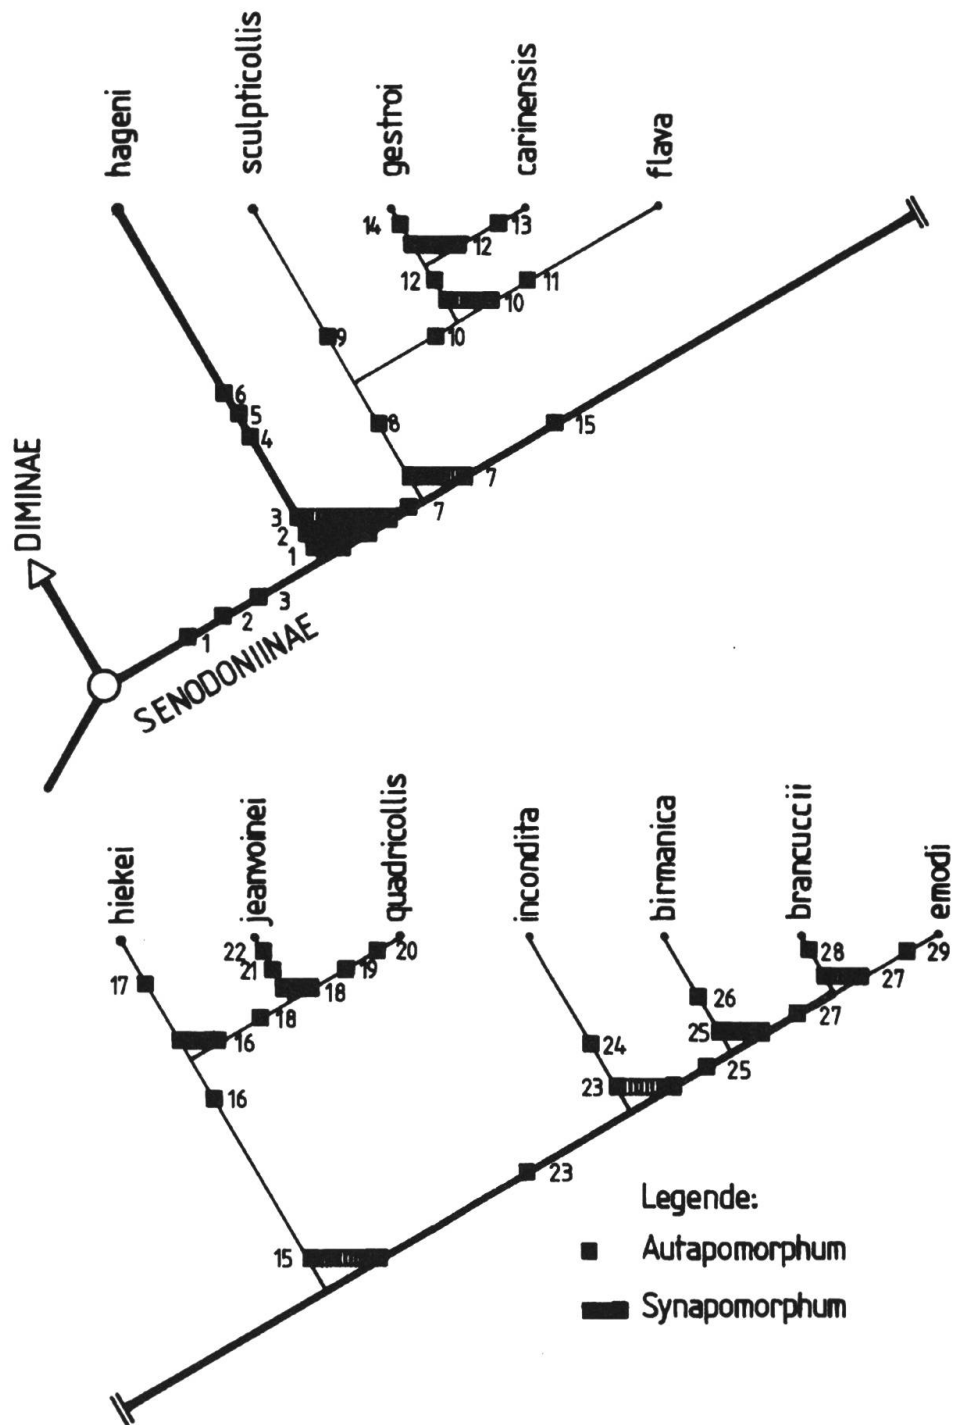 hageni
sculpticollis
gestroi
carinensis
flava
14
12
13
12
11
10
9
10
6
5
4
8
15
7
3
2
1
7
DIMINAE
3
2
1
SENODONIINAE
hiekei
jeanvoinei
quadricollis
incondita
birmanica
brancuccii
emodi
22
20
28
29
17
21
19
18
27
26
18
27
16
24
25
25
16
23
23
15
Legende:
Autapomorphum
Synapomorphum